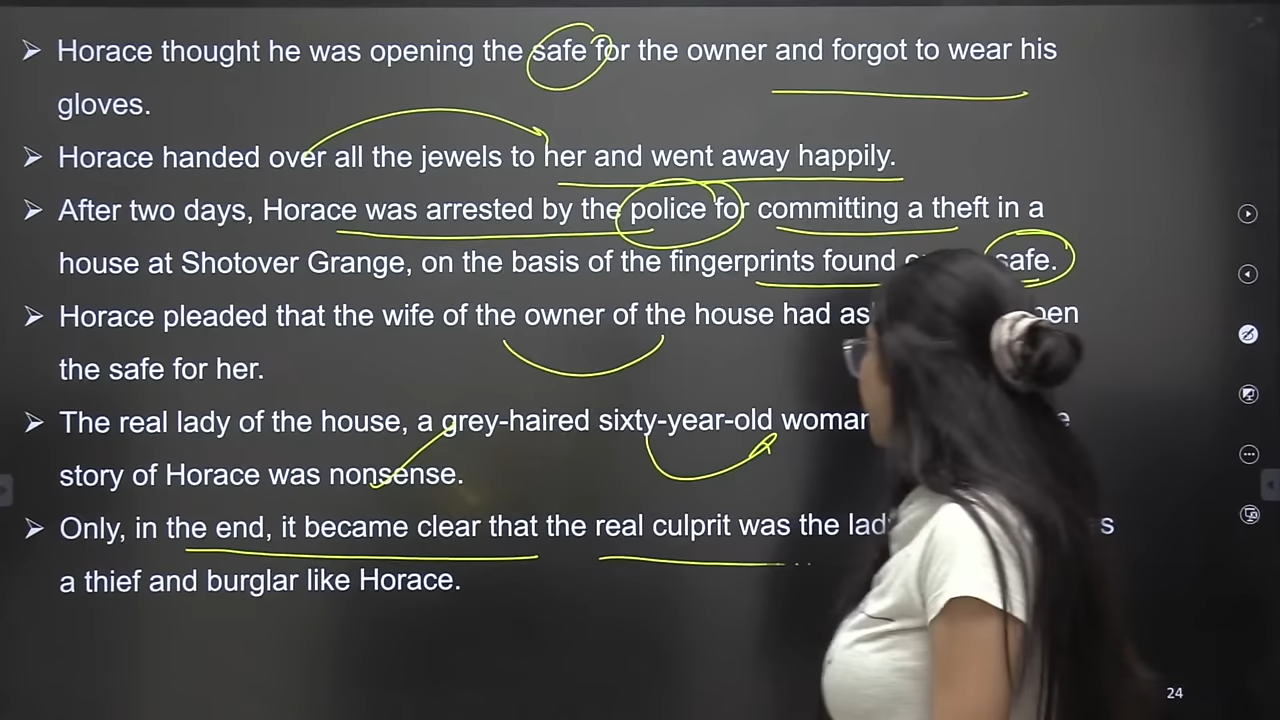 ➤ Horace thought he was opening the safe for the owner and forgot to wear his
gloves.
➤ Horace handed over all the jewels to her and went away happily.
➤ After two days, Horace was arrested by the police for committing a theft in a
house at Shotover Grange, on the basis of the fingerprints found safe.
➤ Horace pleaded that the wife of the owner of the house had
the safe for her.
➤ The real lady of the house, a grey-haired sixty-year-old woman
story of Horace was nonsense.
➤ Only, in the end, it became clear that the real culprit was the
a thief and burglar like Horace.
24